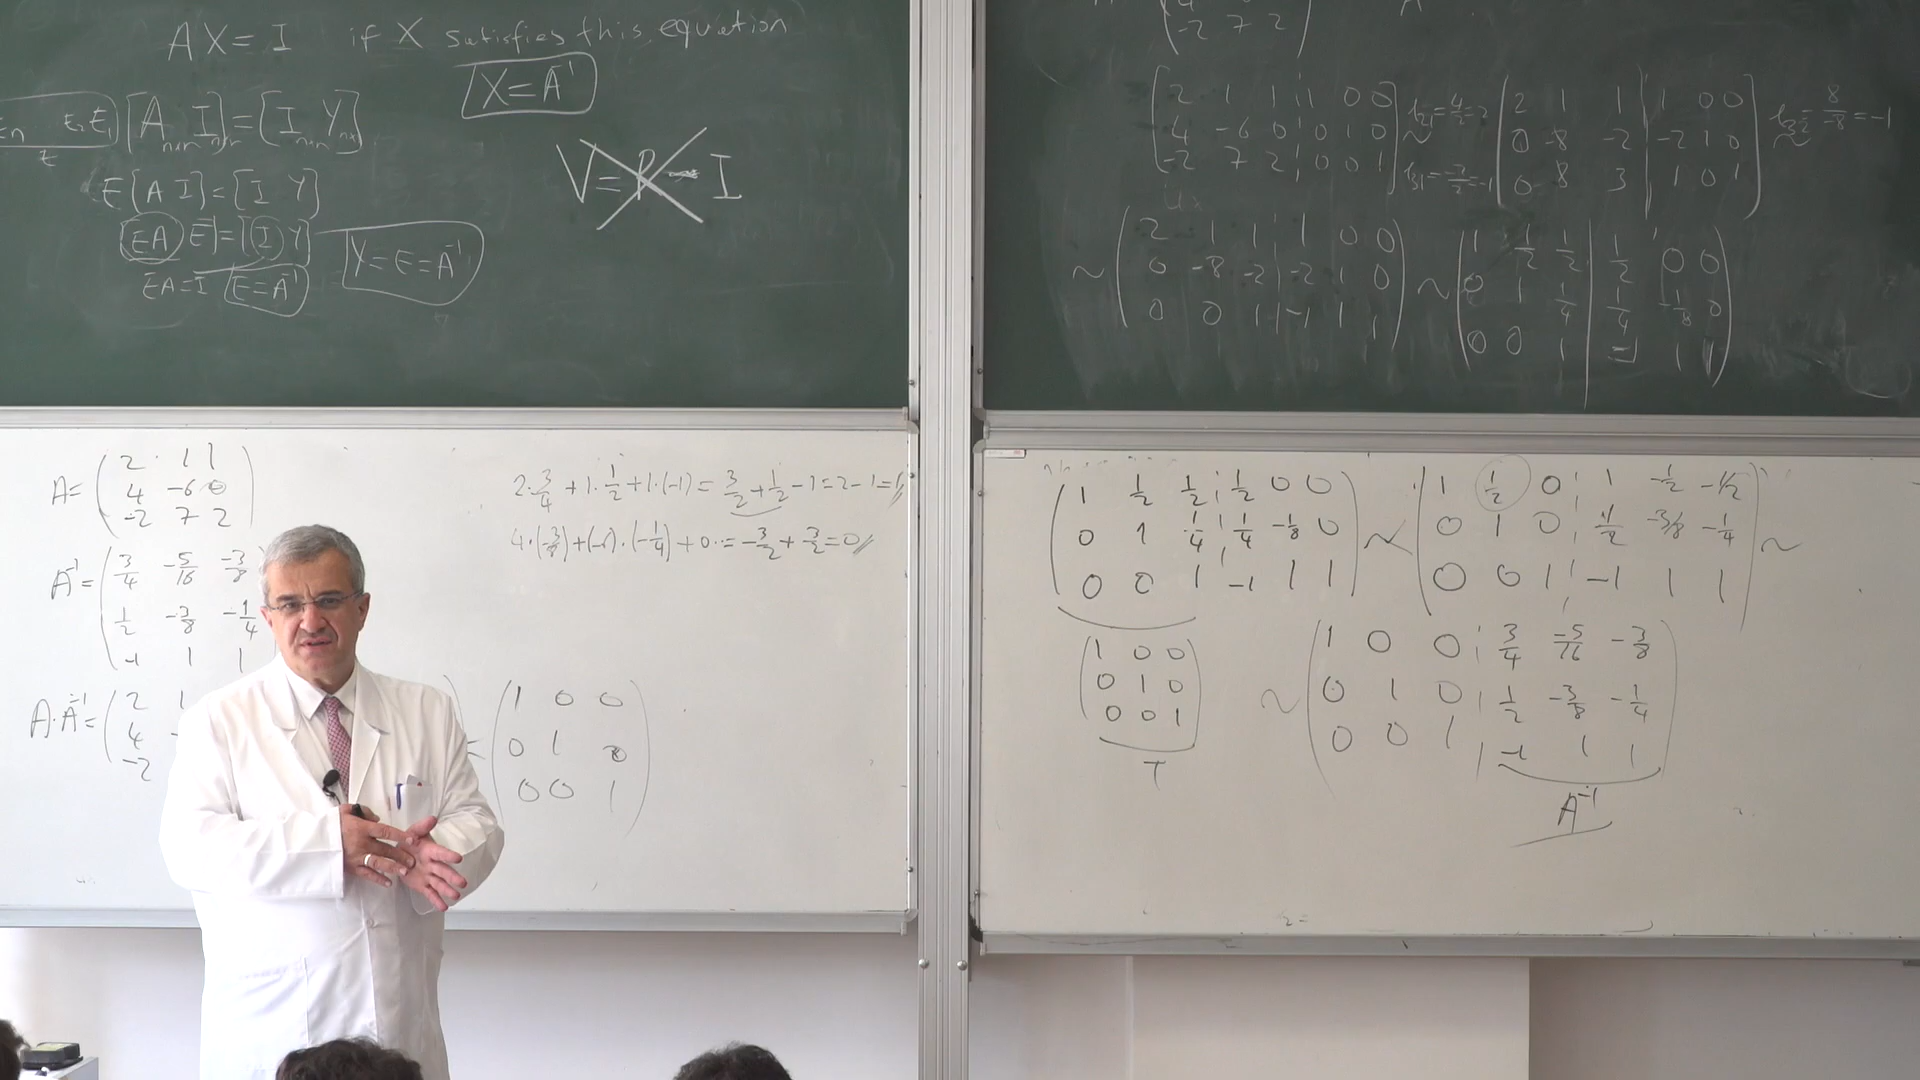 AX = I if X satisfies this equation
X = A⁻¹
E₂E₁ [A I] = [I Y]
V = P - I
E[A I] = [I Y]
EA E] = [I Y]
Y = E = A⁻¹
EA = I E = A⁻¹
-2 7 2
2 1 1 1 0 0
4 -6 0 0 1 0
-2 7 2 0 0 1
~
l₂₁ = 4/2 = 2
l₃₁ = -2/2 = -1
2 1 1 1 0 0
0 -8 -2 -2 1 0
0 8 3 1 0 1
~
8/-8 = -1
~
2 1 1 1 0 0
0 -8 -2 -2 1 0
0 0 1 -1 1 1
~
1 1/2 1/2 1/2 0 0
0 1 1/4 1/4 -1/8 0
0 0 1 -1 1 1
A =
2 1 1
4 -6 0
-2 7 2
A⁻¹ =
3/4 -5/16 -3/8
1/2 -3/8 -1/4
-1 1 1
A·A⁻¹ =
2 1
4
-2
=
1 0 0
0 1 0
0 0 1
2·3/4 + 1·1/2 + 1·(-1) = 3/2 + 1/2 - 1 = 2 - 1 = 1
4·(-3/8) + (-6)·(-1/4) + 0·= -3/2 + 3/2 = 0
1 1/2 1/2 1/2 0 0
0 1 1/4 1/4 -1/8 0
0 0 1 -1 1 1
~
1 1/2 0 1 -1/2 -1/2
0 1 0 1/2 -3/8 -1/4
0 0 1 -1 1 1
~
1 0 0
0 1 0
0 0 1
I
~
1 0 0 3/4 -5/16 -3/8
0 1 0 1/2 -3/8 -1/4
0 0 1 -1 1 1
A⁻¹